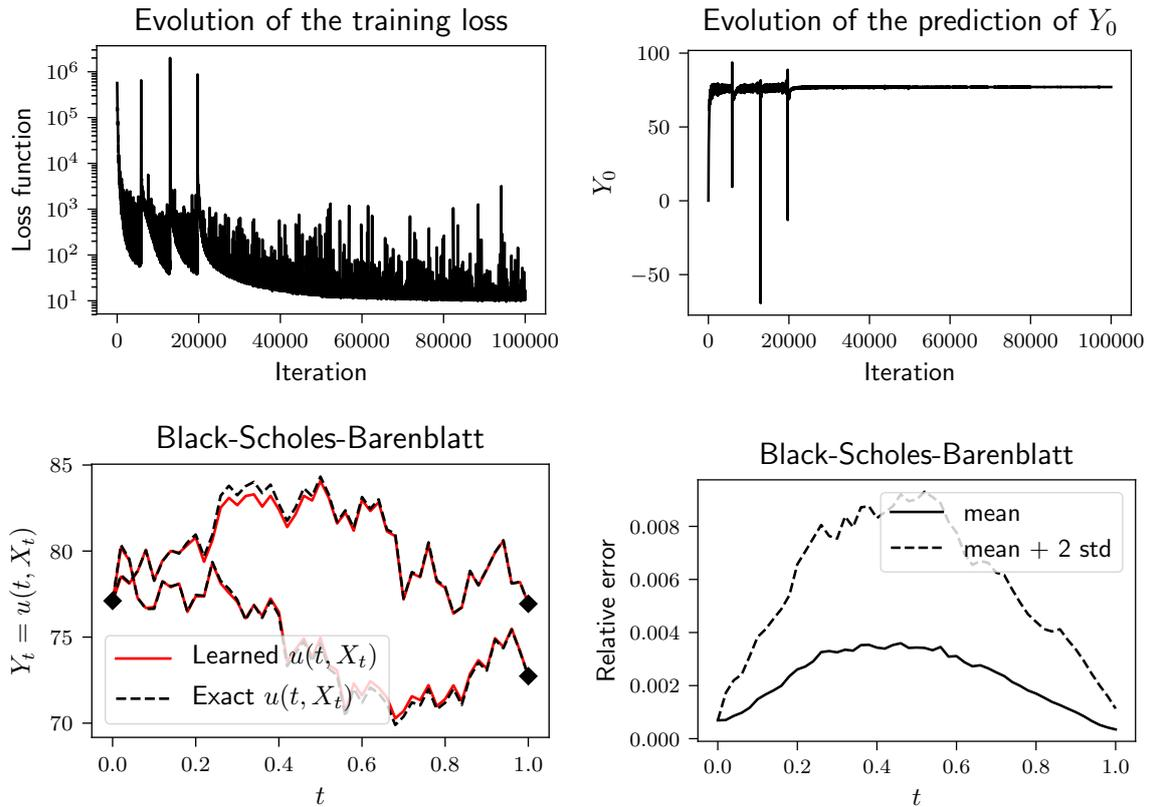 Evolution of the training loss
Loss function
10^6
10^5
10^4
10^3
10^2
10^1
0 20000 40000 60000 80000 100000
Iteration
Evolution of the prediction of Y_0
Y_0
100
50
0
−50
0 20000 40000 60000 80000 100000
Iteration
Black-Scholes-Barenblatt
Y_t = u(t, X_t)
85
80
75
70
Learned u(t, X_t)
Exact u(t, X_t)
0.0 0.2 0.4 0.6 0.8 1.0
t
Black-Scholes-Barenblatt
Relative error
0.008
0.006
0.004
0.002
0.000
mean
mean + 2 std
0.0 0.2 0.4 0.6 0.8 1.0
t